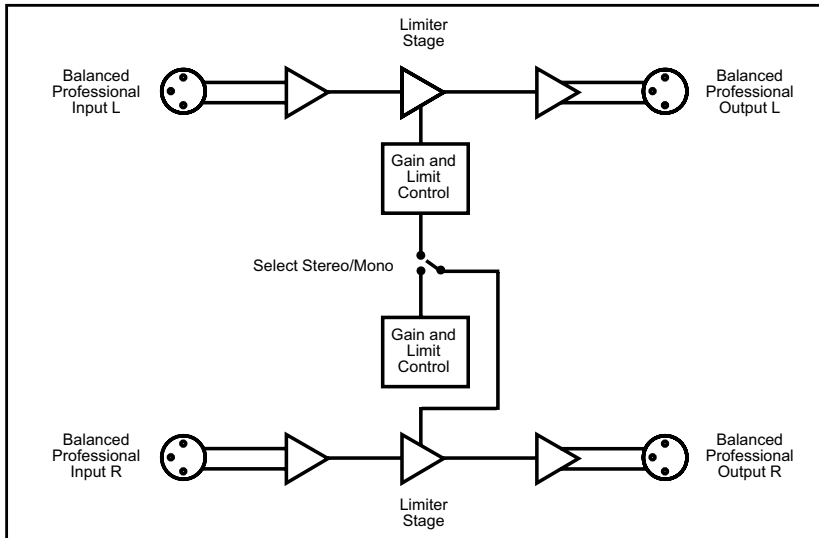 Limiter
Stage
Balanced
Professional
Input L
Balanced
Professional
Output L
Gain and
Limit
Control
Select Stereo/Mono
Gain and
Limit
Control
Balanced
Professional
Input R
Balanced
Professional
Output R
Limiter
Stage